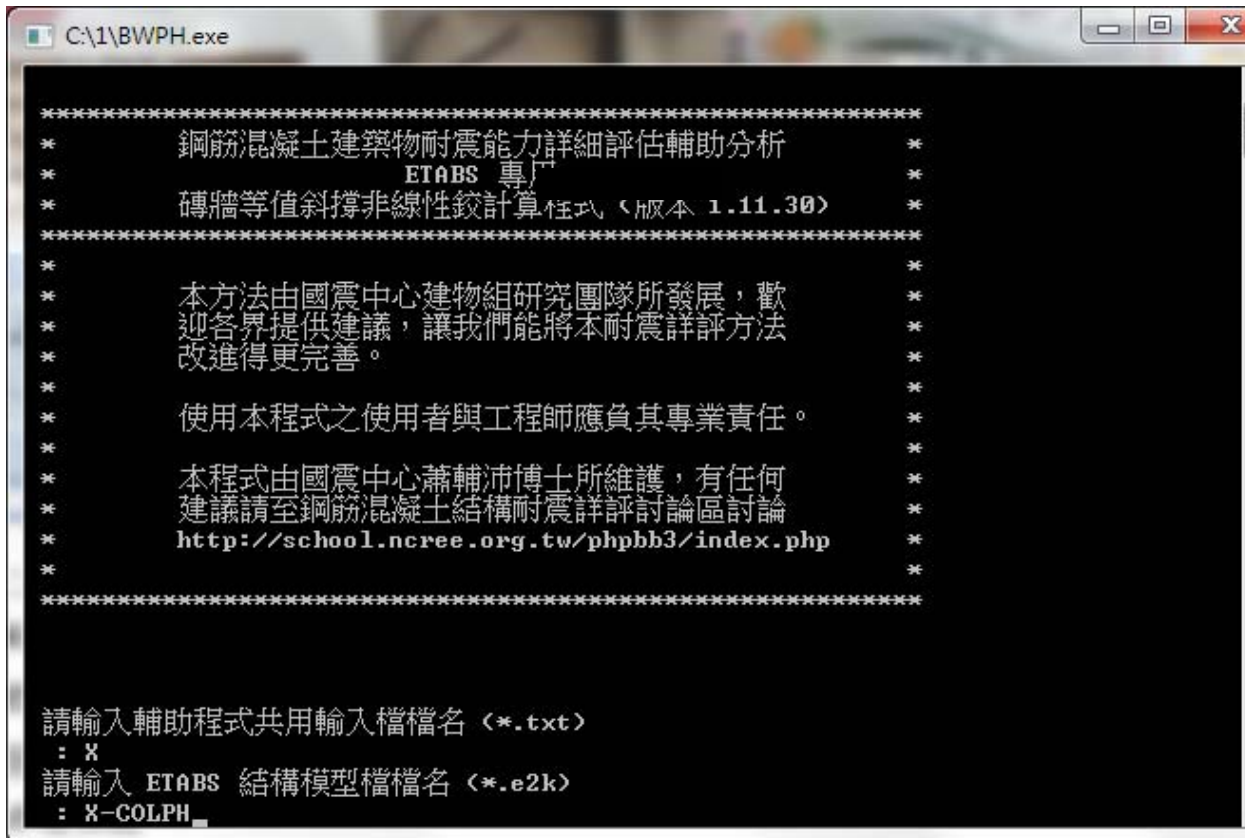 C:\1\BWPH.exe
************************************************************
* 鋼筋混凝土建築物耐震能力詳細評估輔助分析 *
* ETABS 專 *
* 磚牆等值斜撐非線性鉸計算程式 (版本 1.11.30) *
************************************************************
*
*
* 本方法由國震中心建物組研究團隊所發展,歡 *
* 迎各界提供建議,讓我們能將本耐震詳評方法 *
* 改進得更完善。 *
* *
* 使用本程式之使用者與工程師應負其專業責任。 *
* *
* 本程式由國震中心蕭輔沛博士所維護,有任何 *
* 建議請至鋼筋混凝土結構耐震詳評討論區討論 *
* http://school.ncree.org.tw/phpbb3/index.php *
* *
************************************************************
請輸入輔助程式共用輸入檔檔名 (*.txt)
: X
請輸入 ETABS 結構模型檔檔名 (*.e2k)
: X-COLPH_